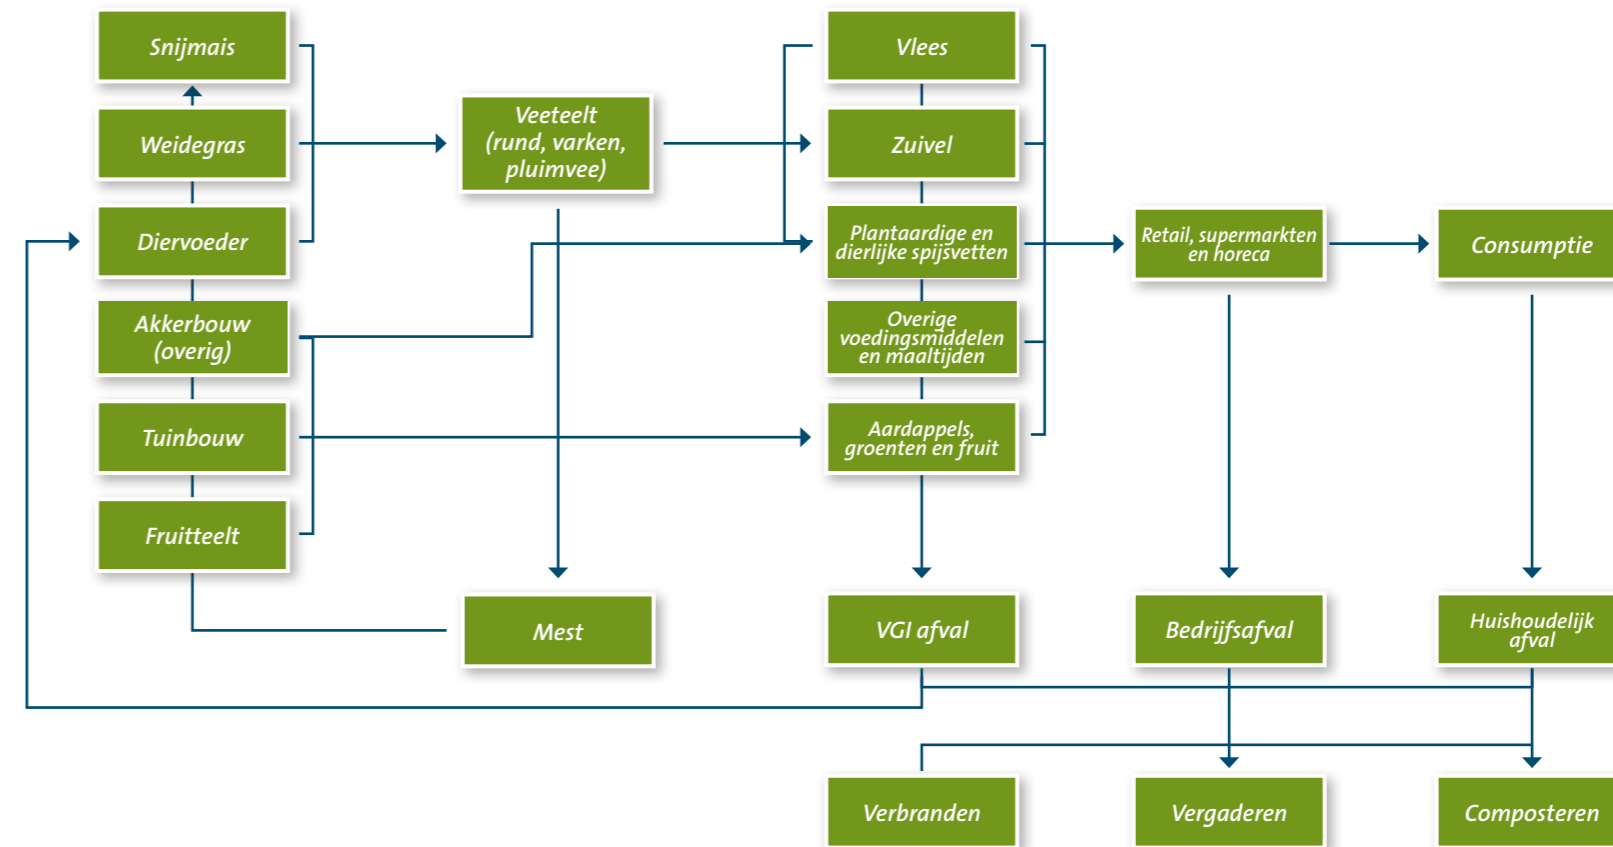 Snijmais
Weidegras
Diervoeder
Akkerbouw
(overig)
Tuinbouw
Fruitteelt
Veeteelt
(rund, varken,
pluimvee)
Mest
Vlees
Zuivel
Plantaardige en
dierlijke spijsvetten
Overige
voedingsmiddelen
en maaltijden
Aardappels,
groenten en fruit
Retail, supermarkten
en horeca
Consumptie
VGI afval
Bedrijfsafval
Huishoudelijk
afval
Verbranden
Vergaderen
Composteren